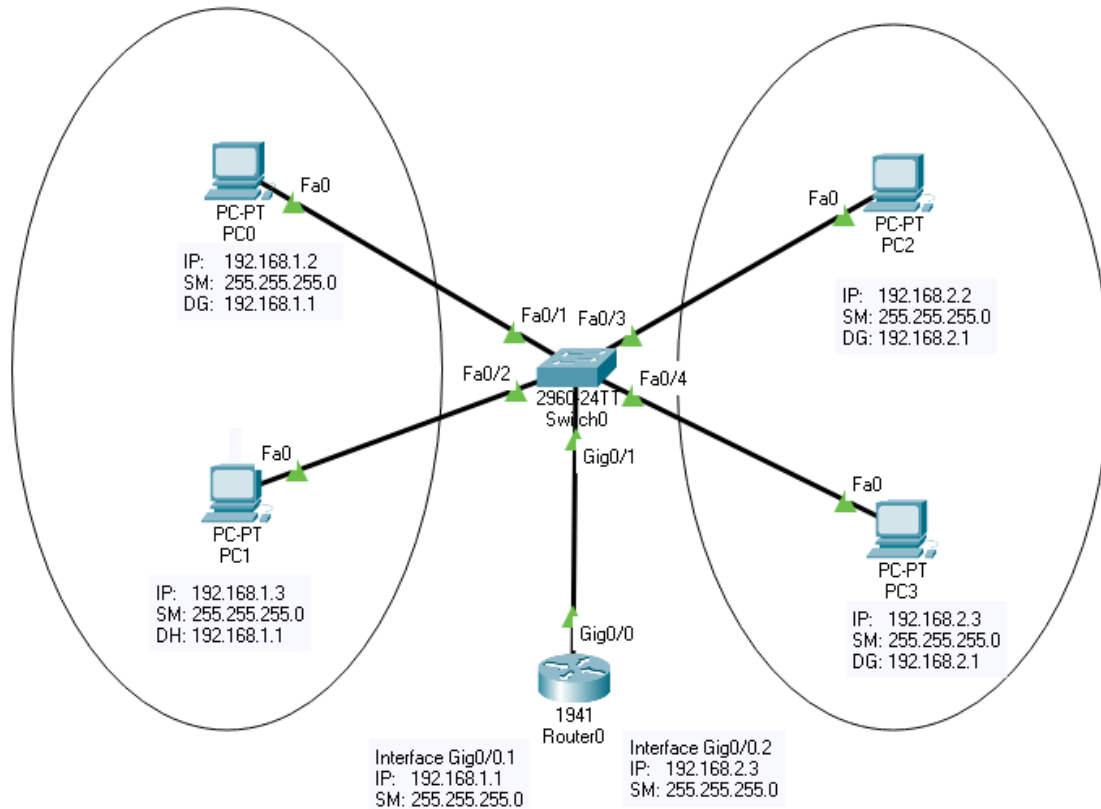 Fa0
PC-PT
PC0
IP: 192.168.1.2
SM: 255.255.255.0
DG: 192.168.1.1
Fa0
PC-PT
PC2
IP: 192.168.2.2
SM: 255.255.255.0
DG: 192.168.2.1
Fa0/1
Fa0/3
Fa0/2
Fa0/4
2960-24TT
Switch0
Gig0/1
Fa0
PC-PT
PC1
IP: 192.168.1.3
SM: 255.255.255.0
DH: 192.168.1.1
Fa0
PC-PT
PC3
IP: 192.168.2.3
SM: 255.255.255.0
DG: 192.168.2.1
Gig0/0
1941
Router0
Interface Gig0/0.1
IP: 192.168.1.1
SM: 255.255.255.0
Interface Gig0/0.2
IP: 192.168.2.3
SM: 255.255.255.0